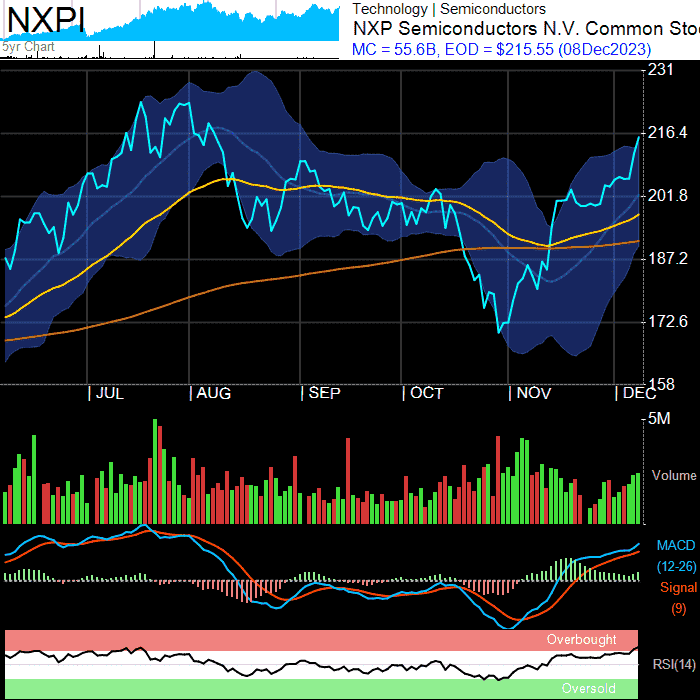 NXPI
5yr Chart
Technology | Semiconductors
NXP Semiconductors N.V. Common Sto
MC = 55.6B, EOD = $215.55 (08Dec2023)
231
216.4
201.8
187.2
172.6
158
| JUL | AUG | SEP | OCT | NOV | DEC
5M
Volume
MACD
(12-26)
Signal
(9)
Overbought
RSI(14)
Oversold